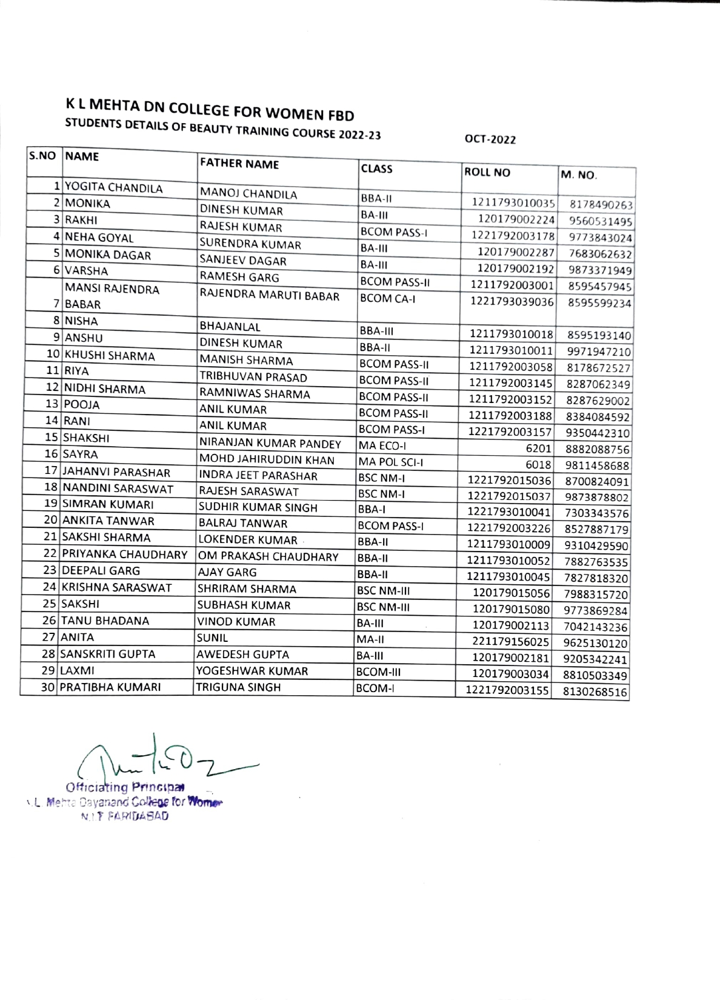 K L MEHTA DN COLLEGE FOR WOMEN FBD
STUDENTS DETAILS OF BEAUTY TRAINING COURSE 2022-23 OCT-2022
S.NO NAME FATHER NAME CLASS ROLL NO M. NO.
1 YOGITA CHANDILA MANOJ CHANDILA BBA-II 1211793010035 8178490263
2 MONIKA DINESH KUMAR BA-III 120179002224 9560531495
3 RAKHI RAJESH KUMAR BCOM PASS-I 1221792003178 9773843024
4 NEHA GOYAL SURENDRA KUMAR BA-III 120179002287 7683062632
5 MONIKA DAGAR SANJEEV DAGAR BA-III 120179002192 9873371949
6 VARSHA RAMESH GARG BCOM PASS-II 1211792003001 8595457945
MANSI RAJENDRA RAJENDRA MARUTI BABAR BCOM CA-I 1221793039036 8595599234
7 BABAR
8 NISHA BHAJANLAL BBA-III 1211793010018 8595193140
9 ANSHU DINESH KUMAR BBA-II 1211793010011 9971947210
10 KHUSHI SHARMA MANISH SHARMA BCOM PASS-II 1211792003058 8178672527
11 RIYA TRIBHUVAN PRASAD BCOM PASS-II 1211792003145 8287062349
12 NIDHI SHARMA RAMNIWAS SHARMA BCOM PASS-II 1211792003152 8287629002
13 POOJA ANIL KUMAR BCOM PASS-II 1211792003188 8384084592
14 RANI ANIL KUMAR BCOM PASS-I 1221792003157 9350442310
15 SHAKSHI NIRANJAN KUMAR PANDEY MA ECO-I 6201 8882088756
16 SAYRA MOHD JAHIRUDDIN KHAN MA POL SCI-I 6018 9811458688
17 JAHANVI PARASHAR INDRA JEET PARASHAR BSC NM-I 1221792015036 8700824091
18 NANDINI SARASWAT RAJESH SARASWAT BSC NM-I 1221792015037 9873878802
19 SIMRAN KUMARI SUDHIR KUMAR SINGH BBA-I 1221793010041 7303343576
20 ANKITA TANWAR BALRAJ TANWAR BCOM PASS-I 1221792003226 8527887179
21 SAKSHI SHARMA LOKENDER KUMAR BBA-II 1211793010009 9310429590
22 PRIYANKA CHAUDHARY OM PRAKASH CHAUDHARY BBA-II 1211793010052 7882763535
23 DEEPALI GARG AJAY GARG BBA-II 1211793010045 7827818320
24 KRISHNA SARASWAT SHRIRAM SHARMA BSC NM-III 120179015056 7988315720
25 SAKSHI SUBHASH KUMAR BSC NM-III 120179015080 9773869284
26 TANU BHADANA VINOD KUMAR BA-III 120179002113 7042143236
27 ANITA SUNIL MA-II 221179156025 9625130120
28 SANSKRITI GUPTA AWEDESH GUPTA BA-III 120179002181 9205342241
29 LAXMI YOGESHWAR KUMAR BCOM-III 120179003034 8810503349
30 PRATIBHA KUMARI TRIGUNA SINGH BCOM-I 1221792003155 8130268516
Officiating Principal
.L. Mehta Dayanand College for Women
N.I.T FARIDABAD